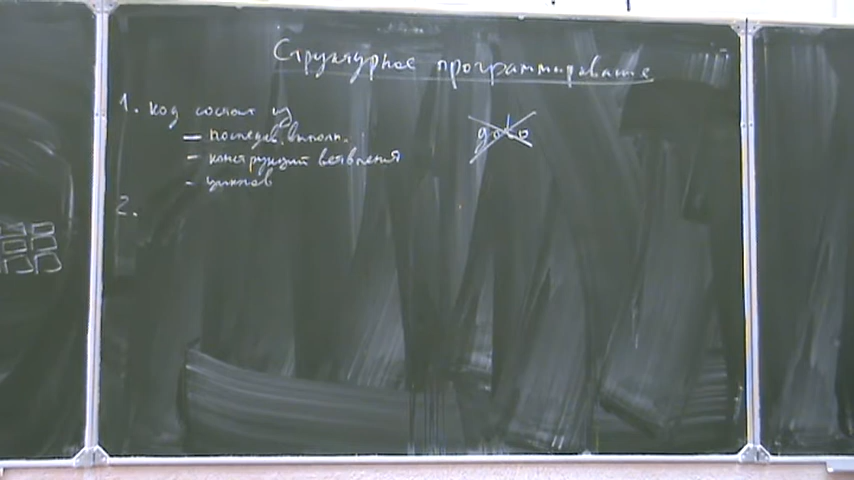 Структурное программирование
1. Код состоит из
- последов. выполн.
- конструкций ветвления
- циклов
goto
2.